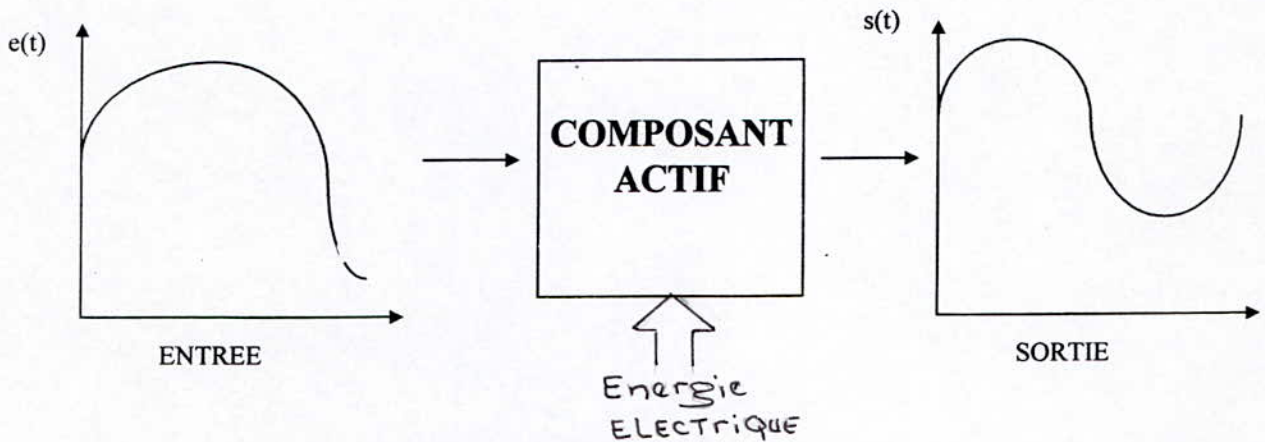 e(t)
s(t)
COMPOSANT
ACTIF
ENTREE
SORTIE
Energie
ELECTriQUE